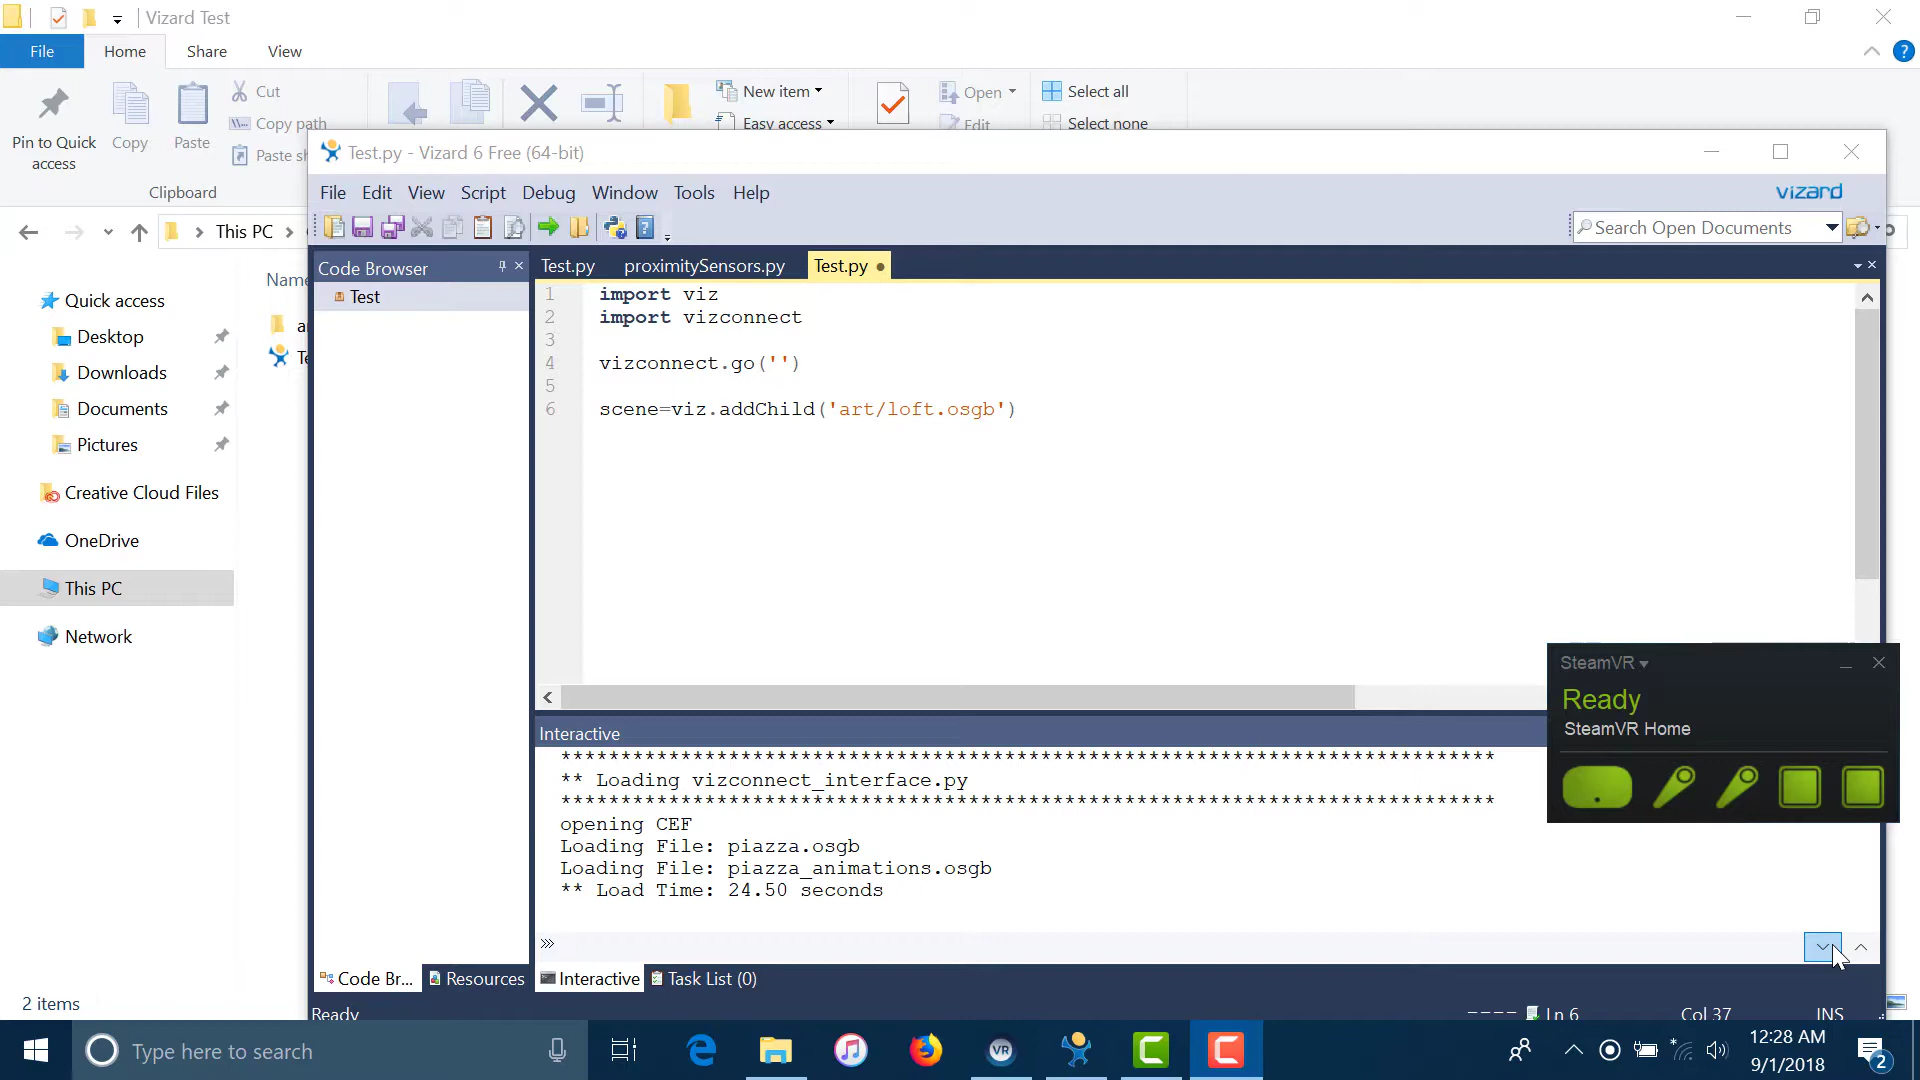 Vizard Test
File
Home
Share
View
Pin to Quick access
Copy
Paste
Cut
Copy path
New item
Easy access
Open
Edit
Select all
Select none
Clipboard
This PC
Test.py - Vizard 6 Free (64-bit)
File Edit View Script Debug Window Tools Help
vizard
Search Open Documents
Code Browser
Test
Test.py
proximitySensors.py
Test.py
1 import viz
2 import vizconnect
3
4 vizconnect.go('')
5
6 scene=viz.addChild('art/loft.osgb')
Quick access
Desktop
Downloads
Documents
Pictures
Creative Cloud Files
OneDrive
This PC
Network
2 items
SteamVR
Ready
SteamVR Home
Interactive
*******************************************************************************
** Loading vizconnect_interface.py
*******************************************************************************
opening CEF
Loading File: piazza.osgb
Loading File: piazza_animations.osgb
** Load Time: 24.50 seconds
>>>
Code Br...
Resources
Interactive
Task List (0)
Ready
Ln 6
Col 37
INS
Type here to search
VR
12:28 AM
9/1/2018
2